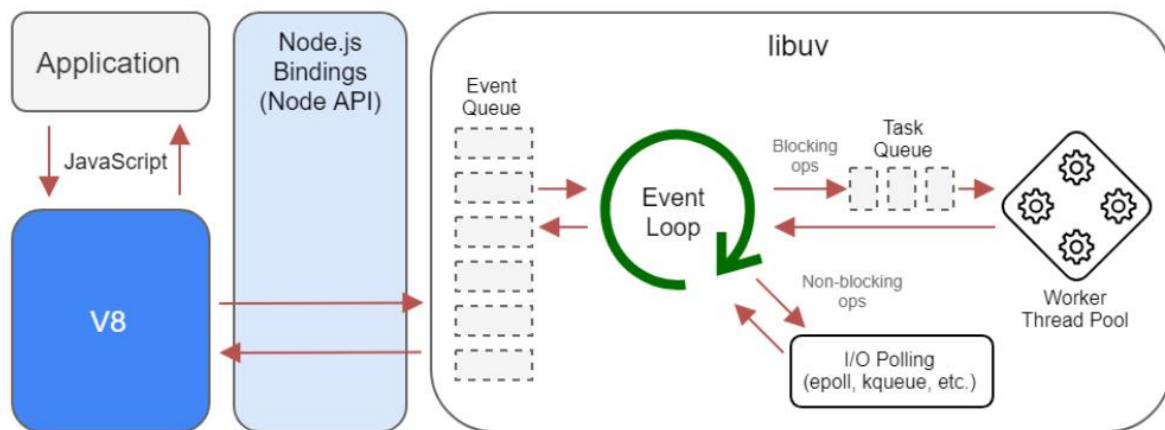 Application
JavaScript
V8
Node.js
Bindings
(Node API)
libuv
Event
Queue
Event
Loop
Blocking
ops
Task
Queue
Worker
Thread Pool
Non-blocking
ops
I/O Polling
(epoll, kqueue, etc.)